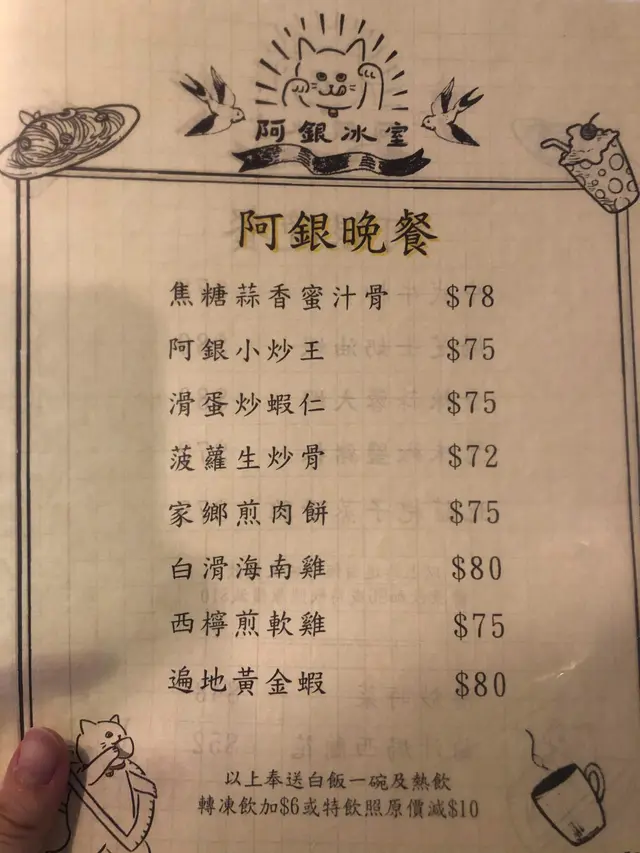 阿銀冰室
阿銀晚餐
焦糖蒜香蜜汁骨 $78
阿銀小炒王 $75
滑蛋炒蝦仁 $75
菠蘿生炒骨 $72
家鄉煎肉餅 $75
白滑海南雞 $80
西檸煎軟雞 $75
遍地黃金蝦 $80
以上奉送白飯一碗及熱飲
轉凍飲加$6或特飲照原價減$10